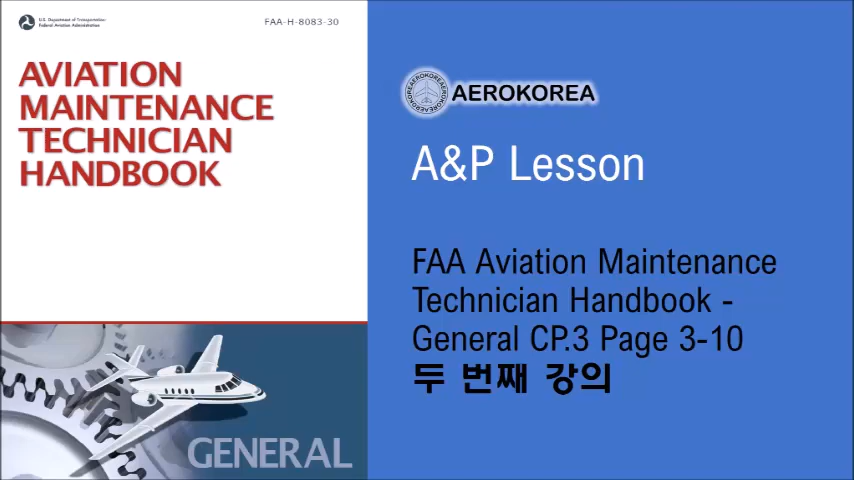 U.S. Department of Transportation
Federal Aviation Administration
FAA-H-8083-30
AVIATION
MAINTENANCE
TECHNICIAN
HANDBOOK
GENERAL
AEROKOREA
A&P Lesson
FAA Aviation Maintenance
Technician Handbook -
General CP.3 Page 3-10
두 번째 강의